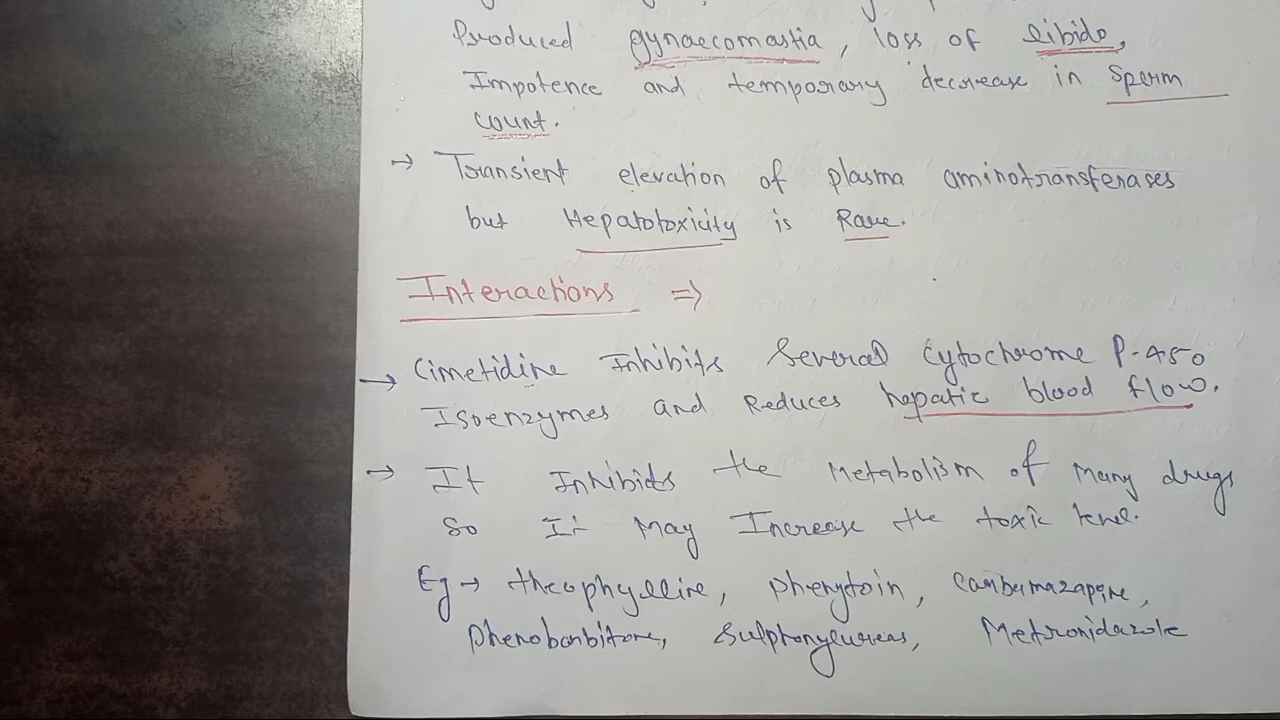 Produced gynaecomastia, loss of libido,
Impotence and temporary decrease in sperm
count.
→ Transient elevation of plasma aminotransferases
but Hepatotoxicity is Rare.
Interactions ⇒
→ Cimetidine Inhibits Several Cytochrome P-450
Isoenzymes and Reduces hepatic blood flow.
→ It Inhibits the Metabolism of Many drugs
So It May Increase the toxic level.
Eg → theophylline, Phenytoin, Carbamazapine,
Phenobarbitone, Sulphonylureas, Metronidazole